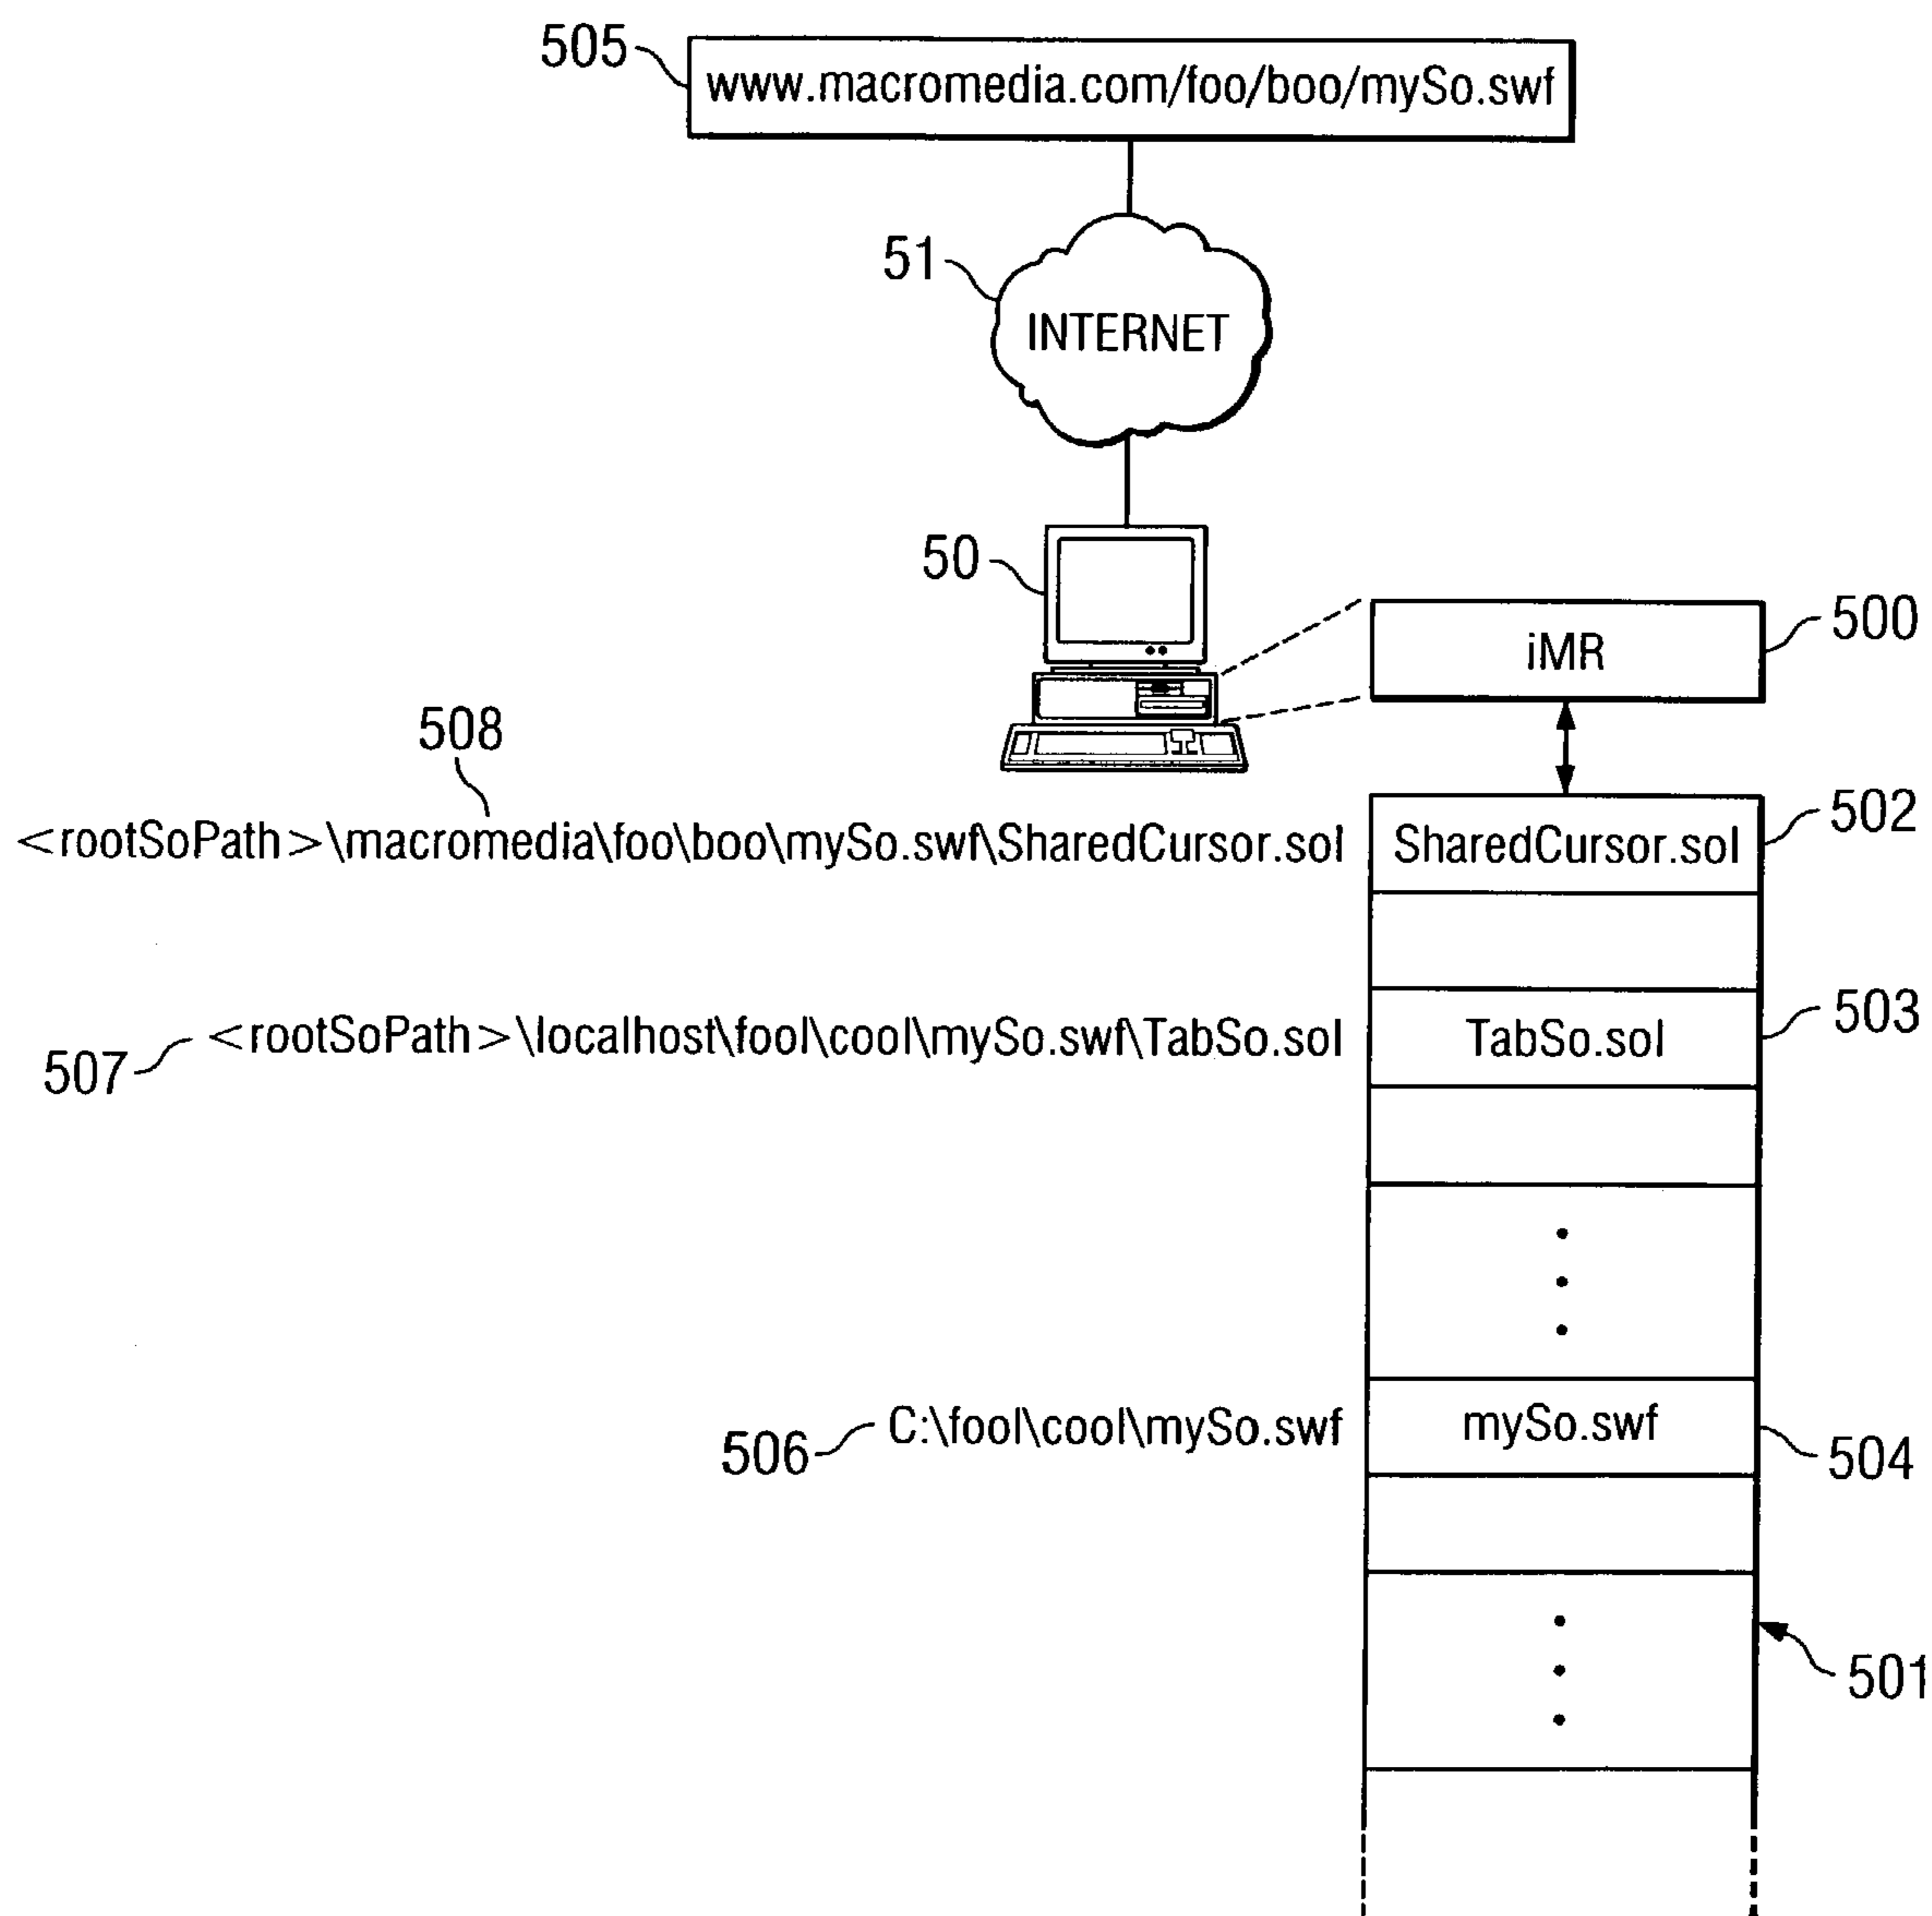 505
www.macromedia.com/foo/boo/mySo.swf
51
INTERNET
50
iMR
500
508
<rootSoPath>\macromedia\foo\boo\mySo.swf\SharedCursor.sol
SharedCursor.sol
502
507
<rootSoPath>\localhost\fool\cool\mySo.swf\TabSo.sol
TabSo.sol
503
506
C:\fool\cool\mySo.swf
mySo.swf
504
501